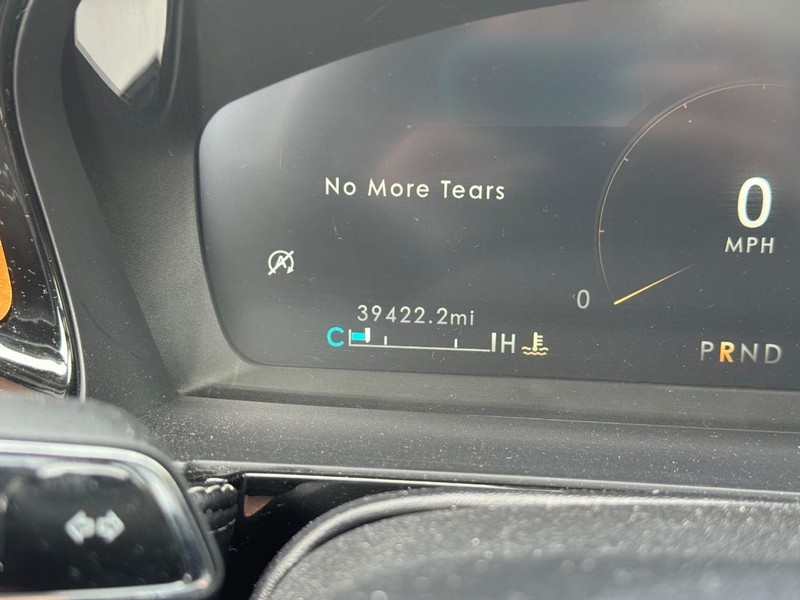 No More Tears
0
MPH
0
39422.2mi
C H
PRND